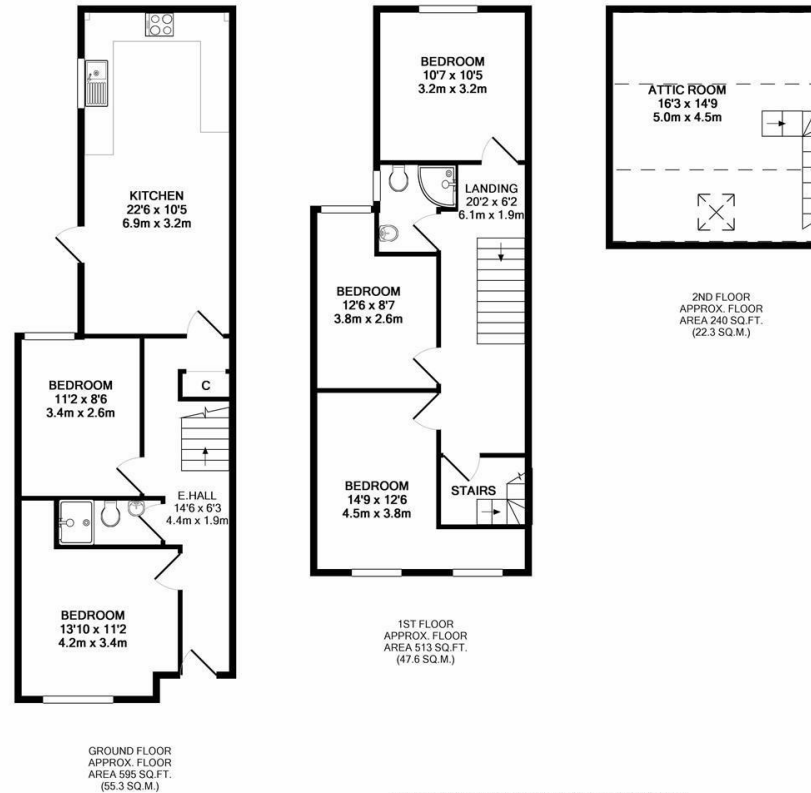 KITCHEN
22'6 x 10'5
6.9m x 3.2m
BEDROOM
11'2 x 8'6
3.4m x 2.6m
C
E.HALL
14'6 x 6'3
4.4m x 1.9m
BEDROOM
13'10 x 11'2
4.2m x 3.4m
GROUND FLOOR
APPROX. FLOOR
AREA 595 SQ.FT.
(55.3 SQ.M.)
BEDROOM
10'7 x 10'5
3.2m x 3.2m
LANDING
20'2 x 6'2
6.1m x 1.9m
BEDROOM
12'6 x 8'7
3.8m x 2.6m
BEDROOM
14'9 x 12'6
4.5m x 3.8m
STAIRS
1ST FLOOR
APPROX. FLOOR
AREA 513 SQ.FT.
(47.6 SQ.M.)
ATTIC ROOM
16'3 x 14'9
5.0m x 4.5m
2ND FLOOR
APPROX. FLOOR
AREA 240 SQ.FT.
(22.3 SQ.M.)